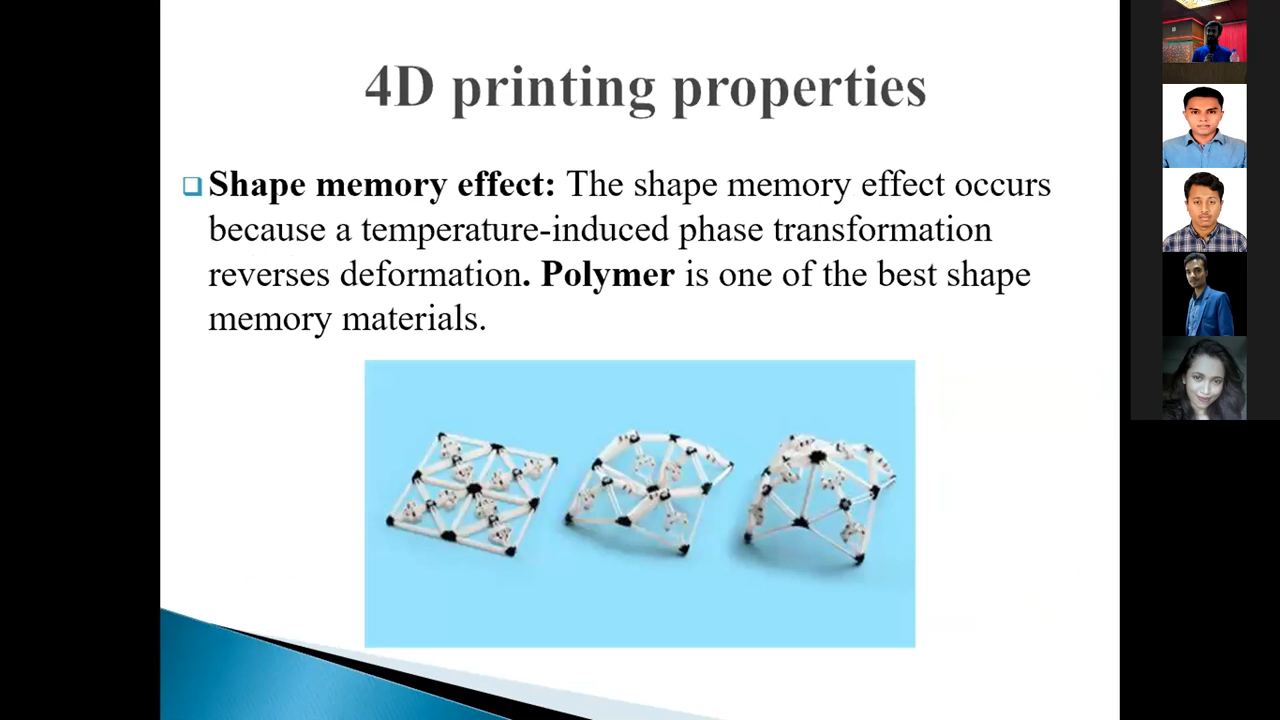 4D printing properties
Shape memory effect: The shape memory effect occurs
because a temperature-induced phase transformation
reverses deformation. Polymer is one of the best shape
memory materials.